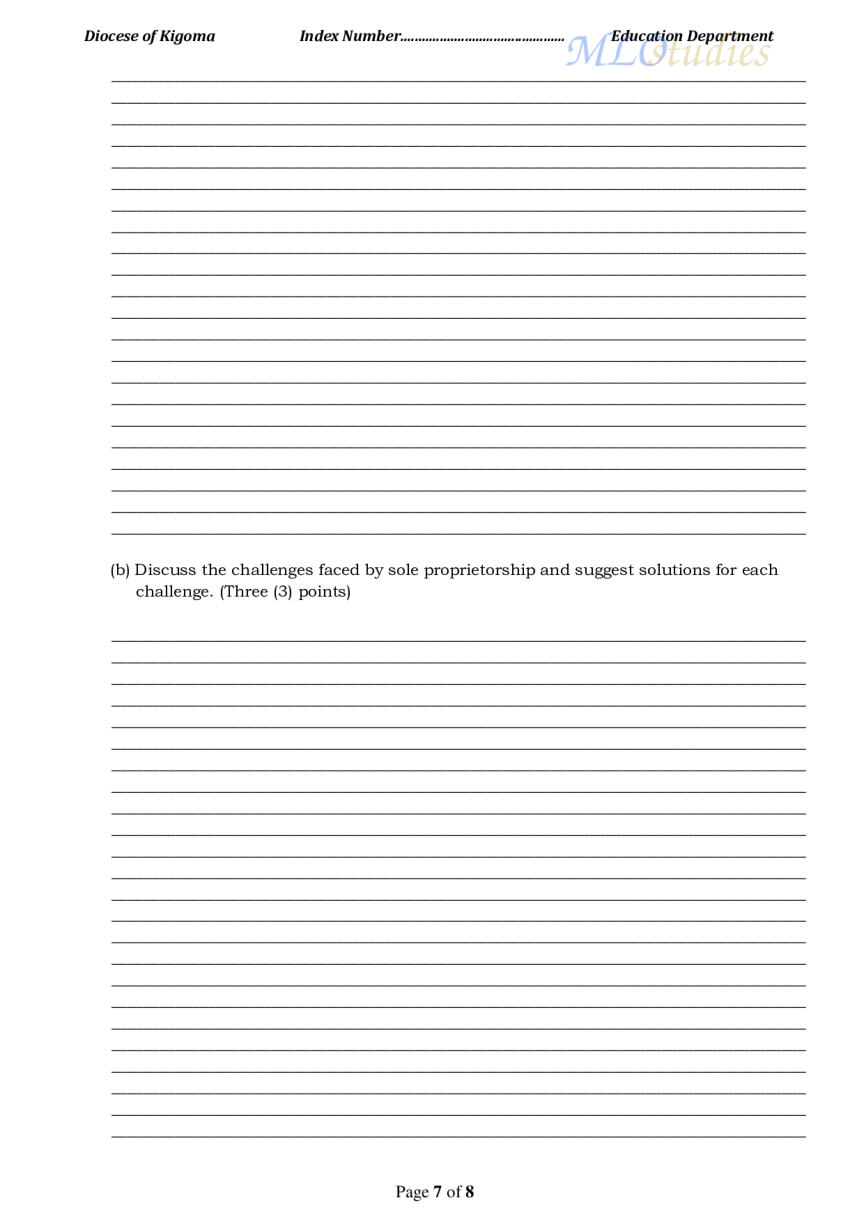 Diocese of Kigoma Index Number.............................................. Education Department
MLOstudies
(b) Discuss the challenges faced by sole proprietorship and suggest solutions for each
challenge. (Three (3) points)
Page 7 of 8